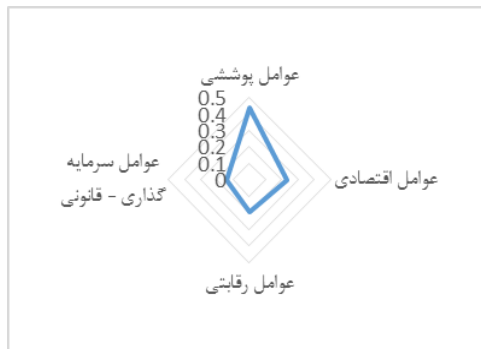 عوامل پوششی
0.5
0.4
0.3
0.2
0.1
0
عوامل اقتصادی
عوامل رقابتی
عوامل سرمایه
گذاری - قانونی